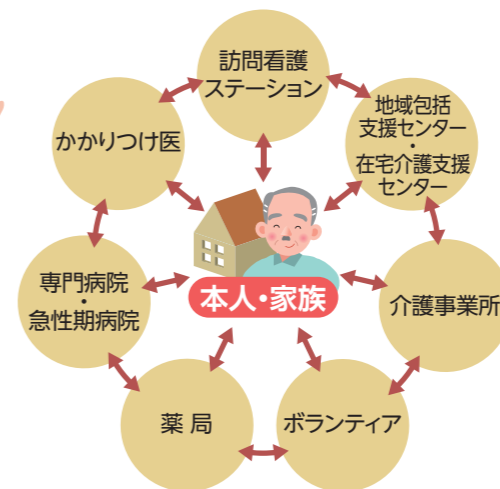 訪問看護
ステーション
かかりつけ医
地域包括
支援センター
・
在宅介護支援
センター
本人・家族
専門病院
・
急性期病院
介護事業所
薬局
ボランティア